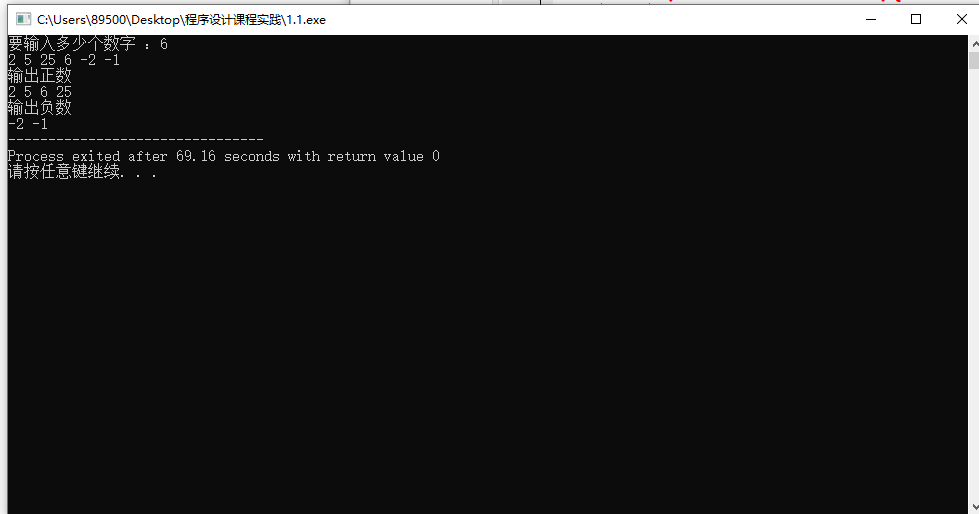 C:\Users\89500\Desktop\程序设计课程实践\1.1.exe
要输入多少个数字 ：6
2 5 25 6 -2 -1
输出正数
2 5 6 25
输出负数
-2 -1
--------------------------------
Process exited after 69.16 seconds with return value 0
请按任意键继续. . .